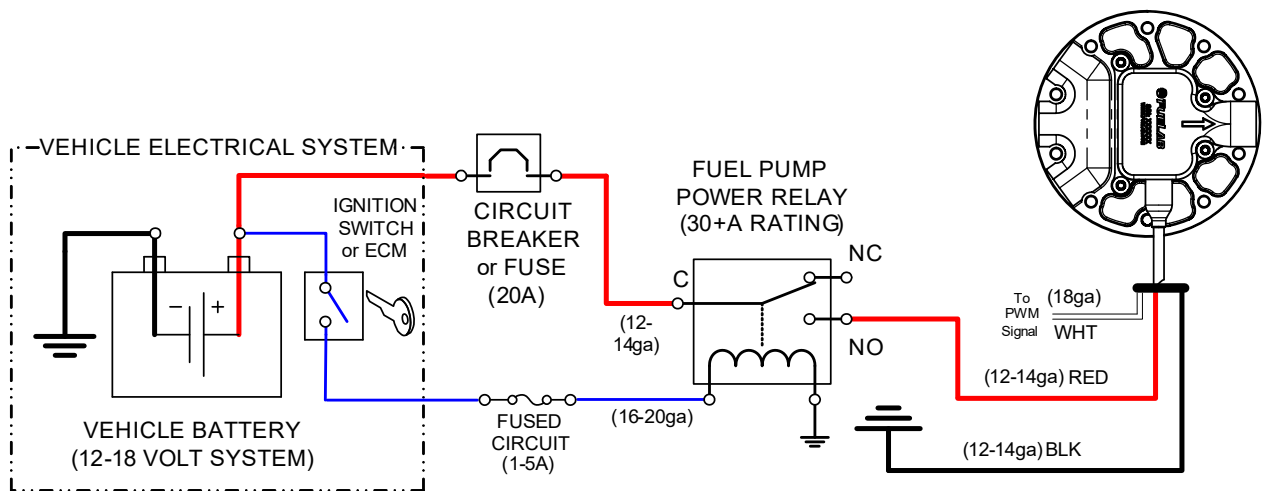 VEHICLE ELECTRICAL SYSTEM
IGNITION
SWITCH
or ECM
− +
VEHICLE BATTERY
(12-18 VOLT SYSTEM)
CIRCUIT
BREAKER
or FUSE
(20A)
FUSED
CIRCUIT
(1-5A)
(16-20ga)
FUEL PUMP
POWER RELAY
(30+A RATING)
C
NC
NO
(12-
14ga)
To
PWM
Signal
(18ga)
WHT
(12-14ga) RED
(12-14ga) BLK
FUELAB